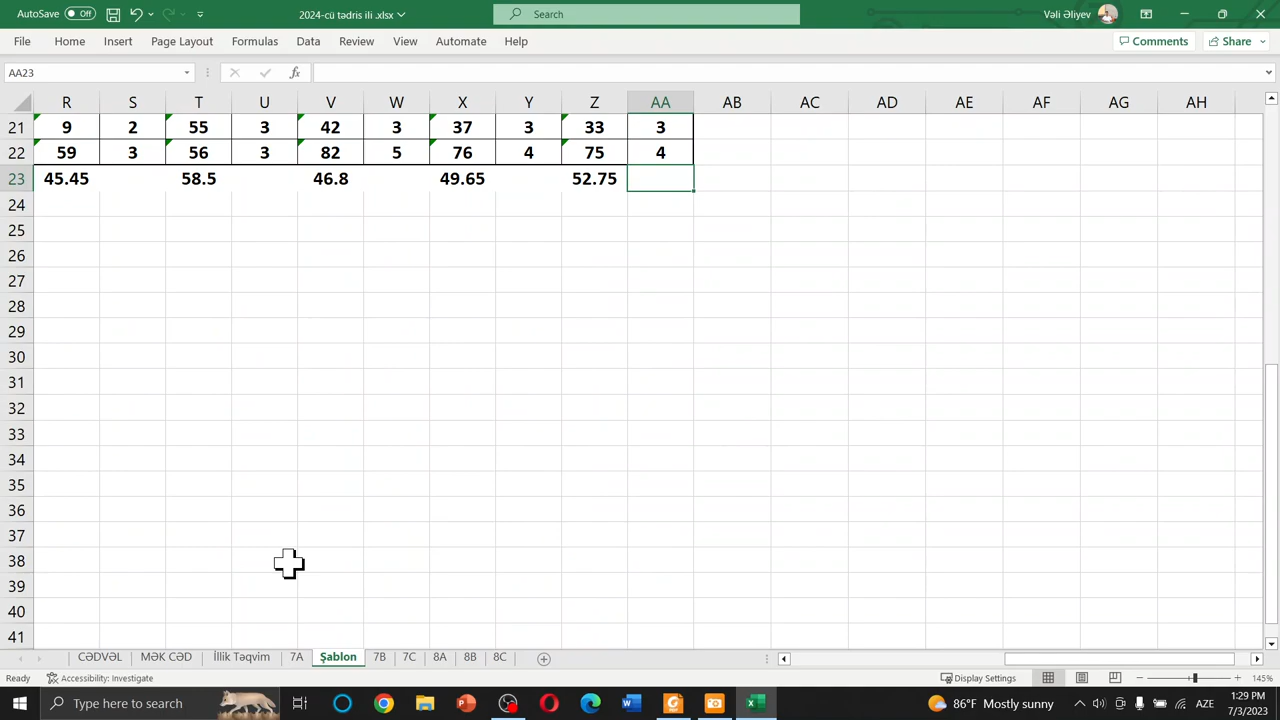 AutoSave Off 2024-cü tədris ili .xlsx Search Vəli Əliyev
File Home Insert Page Layout Formulas Data Review View Automate Help Comments Share
AA23 fx
R S T U V W X Y Z AA AB AC AD AE AF AG AH
21 9 2 55 3 42 3 37 3 33 3
22 59 3 56 3 82 5 76 4 75 4
23 45.45 58.5 46.8 49.65 52.75
24
25
26
27
28
29
30
31
32
33
34
35
36
37
38
39
40
41
CƏDVƏL MƏK CƏD İllik Təqvim 7A Şablon 7B 7C 8A 8B 8C
Ready Accessibility: Investigate Display Settings 145%
Type here to search 86°F Mostly sunny AZE 1:29 PM
7/3/2023